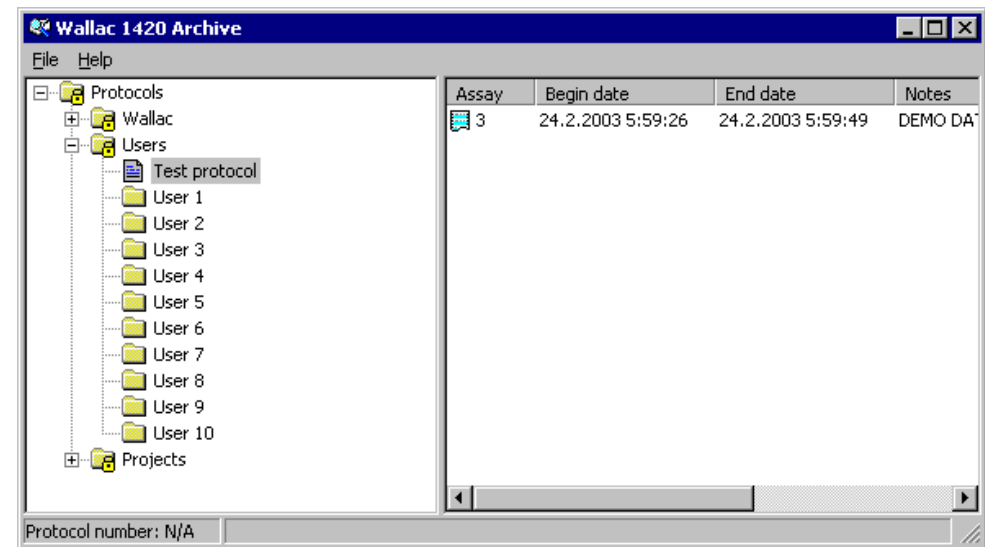 Wallac 1420 Archive
File Help
Protocols
Wallac
Users
Test protocol
User 1
User 2
User 3
User 4
User 5
User 6
User 7
User 8
User 9
User 10
Projects
Assay Begin date End date Notes
3 24.2.2003 5:59:26 24.2.2003 5:59:49 DEMO DAT
Protocol number: N/A